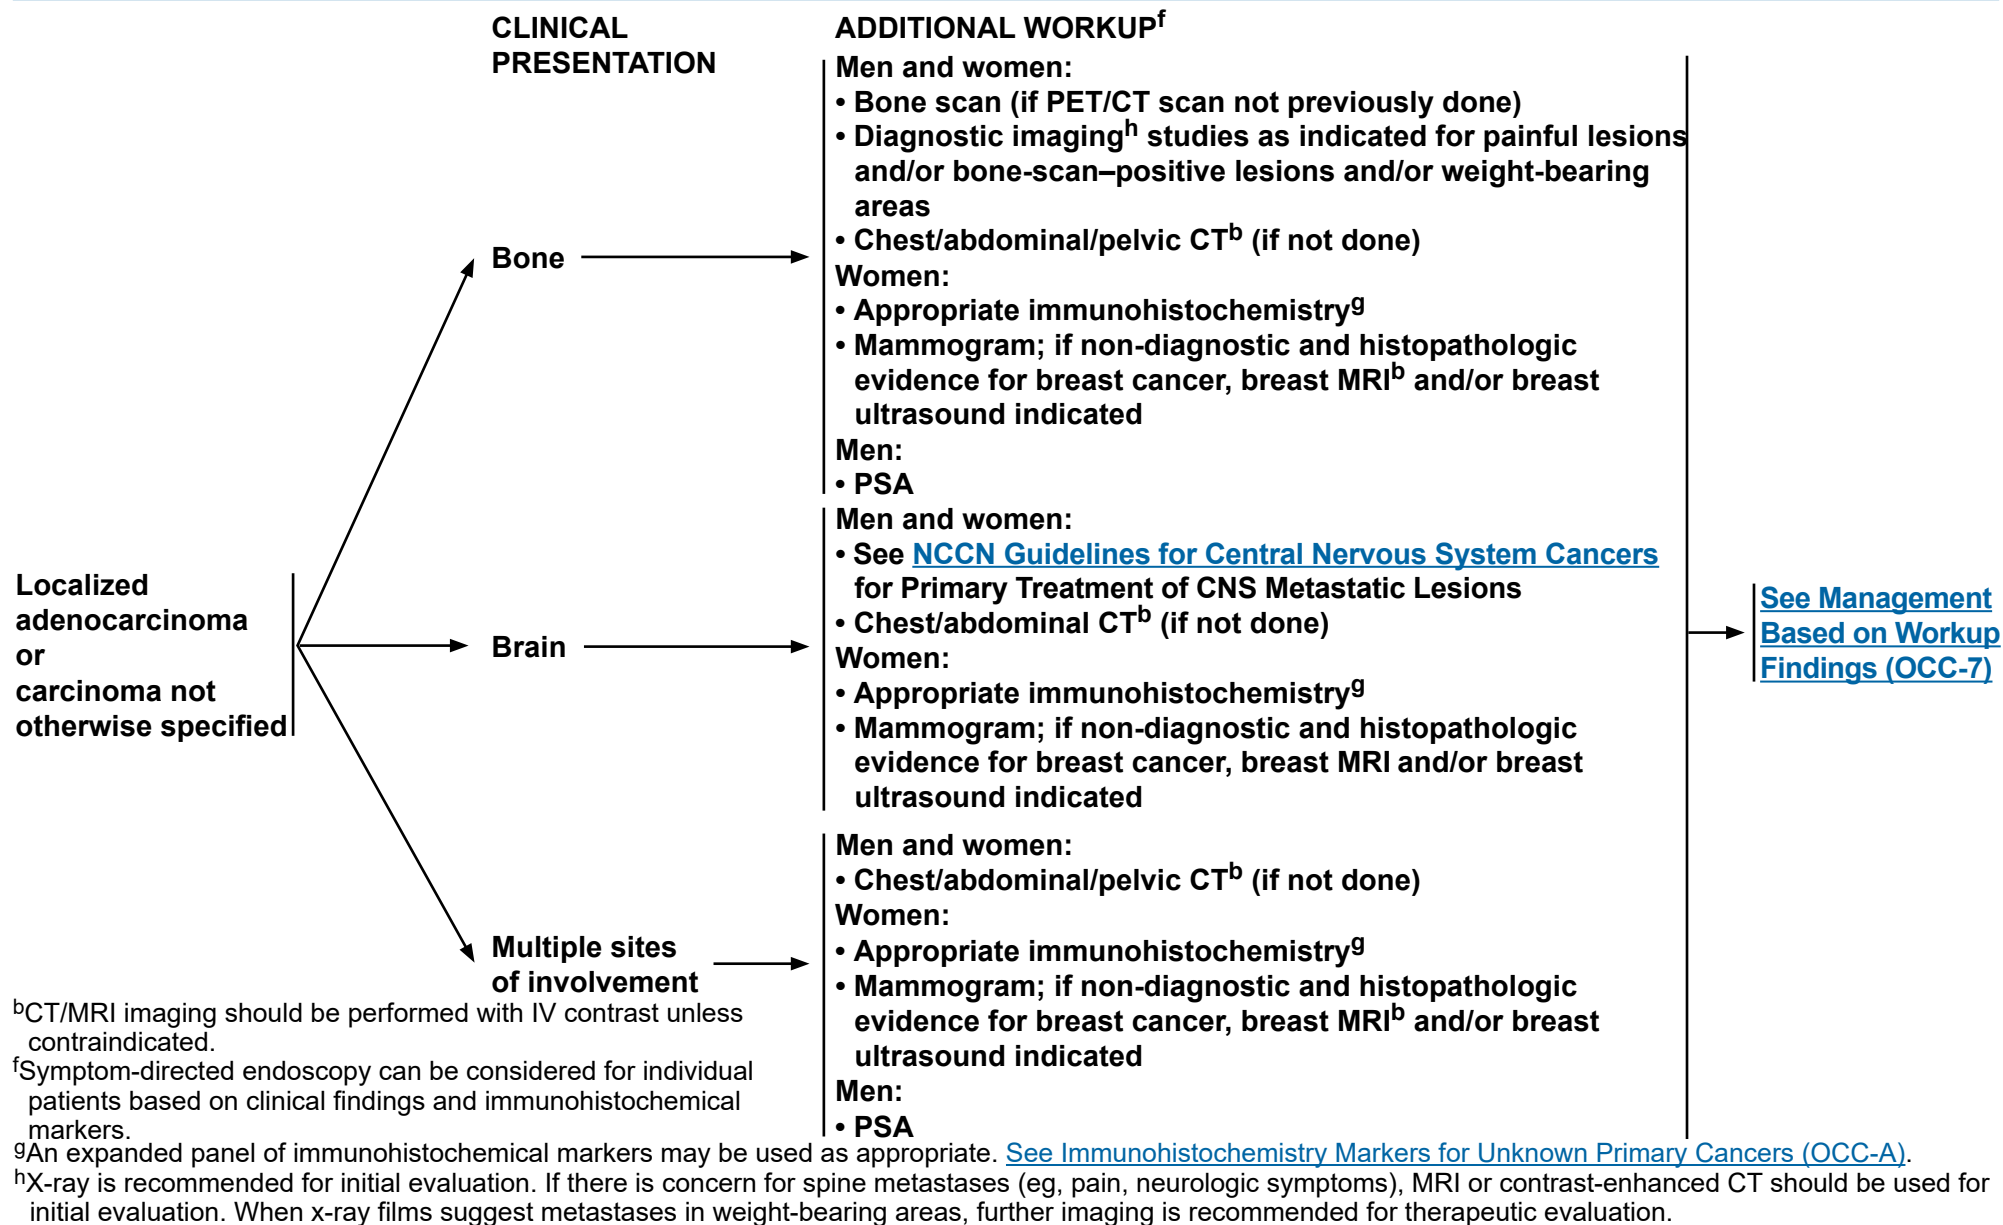 CLINICAL
PRESENTATION
ADDITIONAL WORKUPf
Localized
adenocarcinoma
or
carcinoma not
otherwise specified
Bone
Men and women:
• Bone scan (if PET/CT scan not previously done)
• Diagnostic imagingh studies as indicated for painful lesions
and/or bone-scan–positive lesions and/or weight-bearing
areas
• Chest/abdominal/pelvic CTb (if not done)
Women:
• Appropriate immunohistochemistryg
• Mammogram; if non-diagnostic and histopathologic
evidence for breast cancer, breast MRIb and/or breast
ultrasound indicated
Men:
• PSA
Brain
Men and women:
• See NCCN Guidelines for Central Nervous System Cancers
for Primary Treatment of CNS Metastatic Lesions
• Chest/abdominal CTb (if not done)
Women:
• Appropriate immunohistochemistryg
• Mammogram; if non-diagnostic and histopathologic
evidence for breast cancer, breast MRI and/or breast
ultrasound indicated
Multiple sites
of involvement
Men and women:
• Chest/abdominal/pelvic CTb (if not done)
Women:
• Appropriate immunohistochemistryg
• Mammogram; if non-diagnostic and histopathologic
evidence for breast cancer, breast MRIb and/or breast
ultrasound indicated
Men:
• PSA
See Management
Based on Workup
Findings (OCC-7)
bCT/MRI imaging should be performed with IV contrast unless
contraindicated.
fSymptom-directed endoscopy can be considered for individual
patients based on clinical findings and immunohistochemical
markers.
gAn expanded panel of immunohistochemical markers may be used as appropriate. See Immunohistochemistry Markers for Unknown Primary Cancers (OCC-A).
hX-ray is recommended for initial evaluation. If there is concern for spine metastases (eg, pain, neurologic symptoms), MRI or contrast-enhanced CT should be used for
initial evaluation. When x-ray films suggest metastases in weight-bearing areas, further imaging is recommended for therapeutic evaluation.